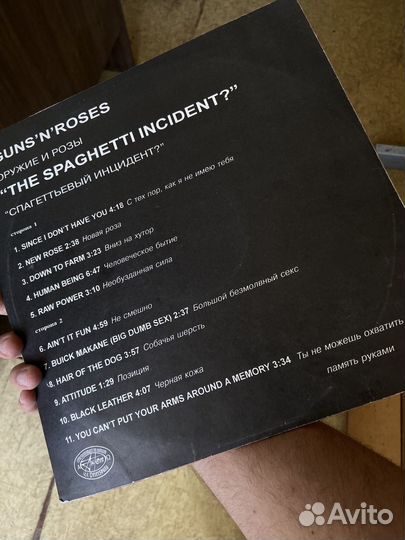 GUNS'N'ROSES
ОРУЖИЕ И РОЗЫ
“THE SPAGHETTI INCIDENT?”
“СПАГЕТТЬЕВЫЙ ИНЦИДЕНТ?”
сторона 1
1. SINCE I DON'T HAVE YOU 4:18 С тех пор, как я не имею тебя
2. NEW ROSE 2:38 Новая роза
3. DOWN TO FARM 3:23 Вниз на хутор
4. HUMAN BEING 6:47 Человеческое бытие
5. RAW POWER 3:10 Необузданная сила
сторона 2
6. AIN'T IT FUN 4:59 Не смешно
7. BUICK MAKANE (BIG DUMB SEX) 2:37 Большой безмолвный секс
8. HAIR OF THE DOG 3:57 Собачья шерсть
9. ATTITUDE 1:29 Позиция
10. BLACK LEATHER 4:07 Черная кожа
11. YOU CAN'T PUT YOUR ARMS AROUND A MEMORY 3:34 Ты не можешь охватить
память руками
Avito